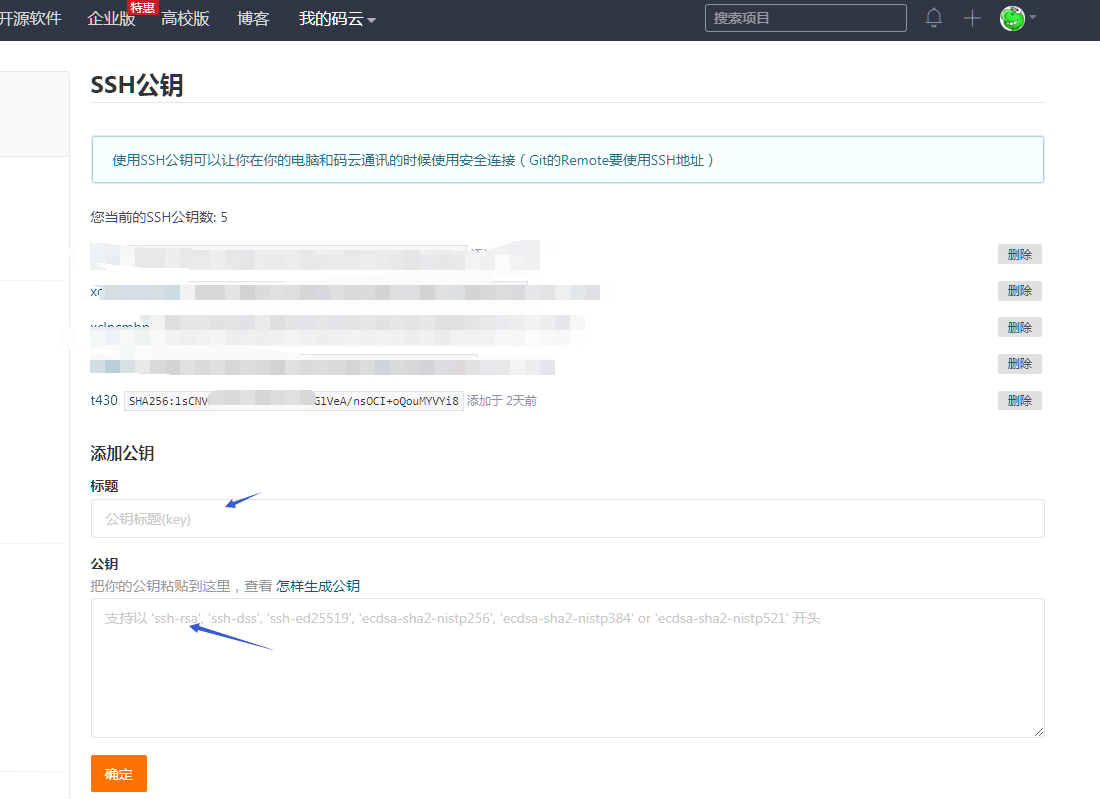 开源软件 企业版 特惠 高校版 博客 我的码云 搜索项目
SSH公钥
使用SSH公钥可以让你在你的电脑和码云通讯的时候使用安全连接（Git的Remote要使用SSH地址）
您当前的SSH公钥数: 5
删除
删除
删除
删除
t430 SHA256:1sCNV G1VeA/nsOCI+oQouMYVYi8 添加于 2天前 删除
添加公钥
标题
公钥标题(key)
公钥
把你的公钥粘贴到这里，查看 怎样生成公钥
支持以 'ssh-rsa', 'ssh-dss', 'ssh-ed25519', 'ecdsa-sha2-nistp256', 'ecdsa-sha2-nistp384' or 'ecdsa-sha2-nistp521' 开头
确定